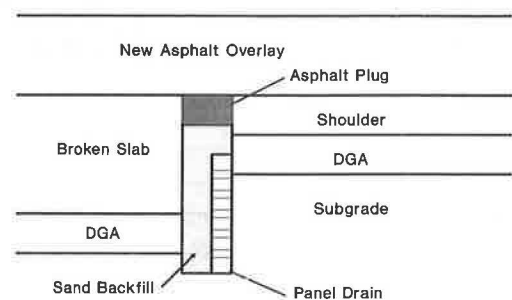 New Asphalt Overlay
Asphalt Plug
Shoulder
Broken Slab
DGA
Subgrade
DGA
Sand Backfill
Panel Drain